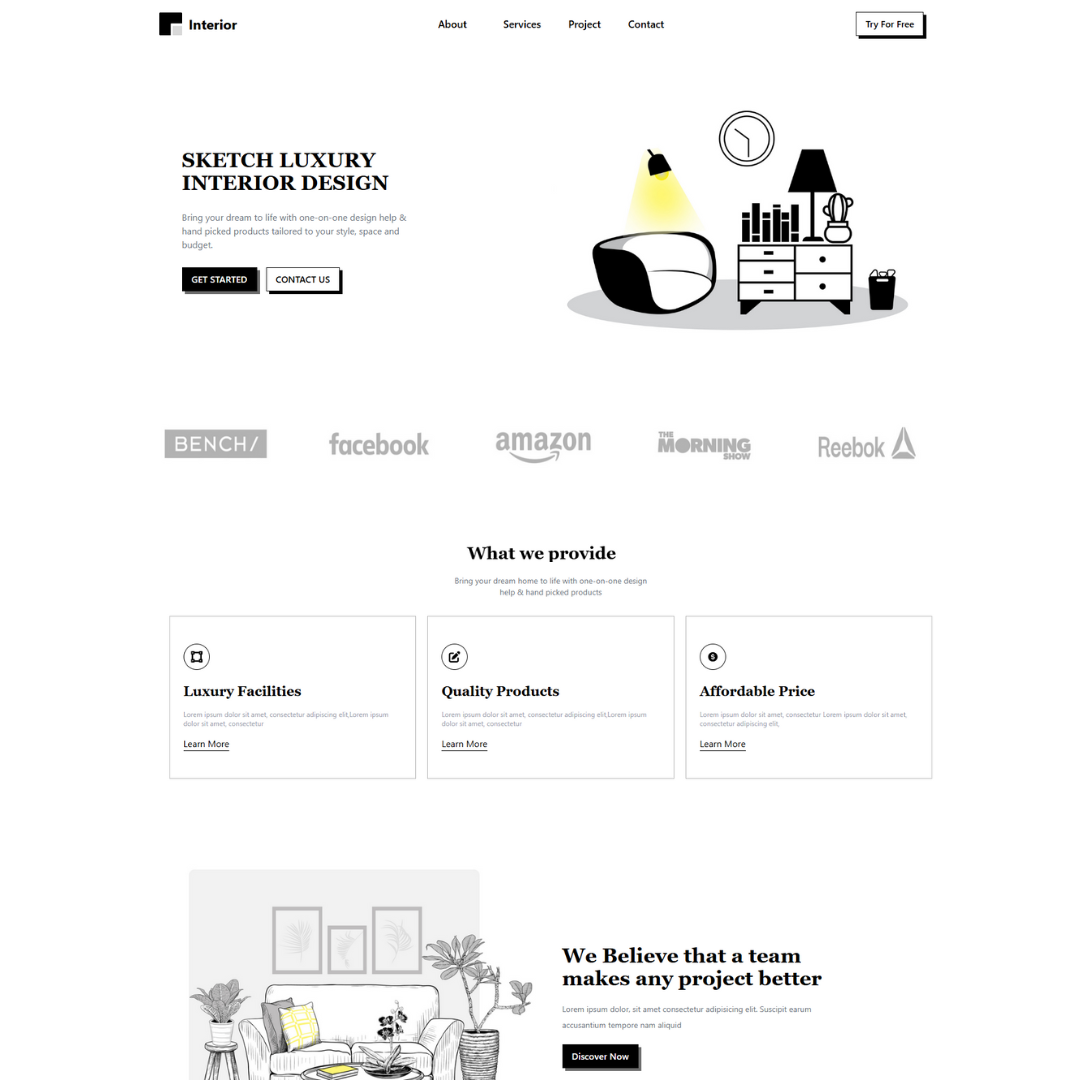 Interior
About
Services
Project
Contact
Try For Free
SKETCH LUXURY
INTERIOR DESIGN
Bring your dream to life with one-on-one design help &
hand picked products tailored to your style, space and
budget.
GET STARTED
CONTACT US
BENCH/
facebook
amazon
THE
MORNING
SHOW
Reebok
What we provide
Bring your dream home to life with one-on-one design
help & hand picked products
Luxury Facilities
Lorem ipsum dolor sit amet, consectetur adipiscing elit,Lorem ipsum
dolor sit amet, consectetur
Learn More
Quality Products
Lorem ipsum dolor sit amet, consectetur adipiscing elit,Lorem ipsum
dolor sit amet, consectetur
Learn More
Affordable Price
Lorem ipsum dolor sit amet, consectetur Lorem ipsum dolor sit amet,
consectetur adipiscing elit,
Learn More
We Believe that a team
makes any project better
Lorem ipsum dolor, sit amet consectetur adipisicing elit. Suscipit earum
accusantium tempore nam aliquid
Discover Now